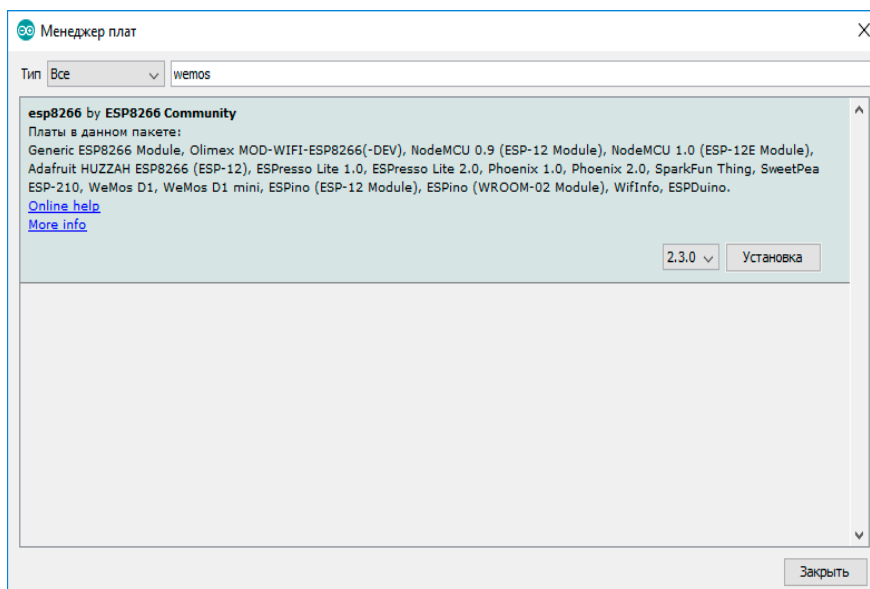 Менеджер плат
Тип Все wemos
esp8266 by ESP8266 Community
Платы в данном пакете:
Generic ESP8266 Module, Olimex MOD-WIFI-ESP8266(-DEV), NodeMCU 0.9 (ESP-12 Module), NodeMCU 1.0 (ESP-12E Module),
Adafruit HUZZAH ESP8266 (ESP-12), ESPresso Lite 1.0, ESPresso Lite 2.0, Phoenix 1.0, Phoenix 2.0, SparkFun Thing, SweetPea
ESP-210, WeMos D1, WeMos D1 mini, ESPino (ESP-12 Module), ESPino (WROOM-02 Module), WifInfo, ESPDuino.
Online help
More info
2.3.0 Установка
Закрыть